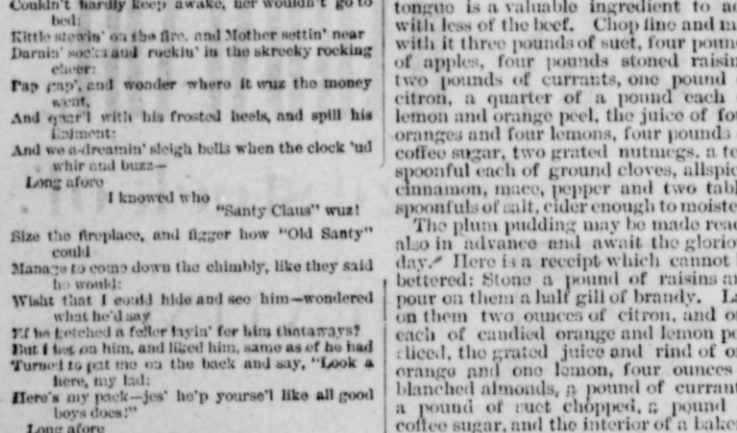 Couldn't hardly keep awake, ner wouldn't go to
bed:
Kittle stewin' on the fire, and Mother settin' near
Darnin' socks and rockin' in the skreeky rocking
cheer:
Pap gap', and wonder where it wuz the money
went,
And quar'l with his frosted heels, and spill his
liniment:
And we a-dreamin' sleigh bells when the clock 'ud
whir and buzz—
Long afore
I knowed who
"Santy Claus" wuz!
Size the fireplace, and figger how "Old Santy"
could
Manage to come down the chimbly, like they said
he would:
Wisht that I could hide and see him—wondered
what he'd say
Ef he ketched a feller layin' for him thataways?
But I bet on him, and liked him, same as ef he had
Turned to pat me on the back and say, "Look a
here, my lad:
Here's my pack—jes' he'p yourse'l like all good
boys does!"
Long afore
tongue is a valuable ingredient to
with less of the beef. Chop fine and
with it three pounds of suet, four
of apples, four pounds stoned
two pounds of currants, one pound
citron, a quarter of a pound each
lemon and orange peel, the juice of
oranges and four lemons, four pounds
coffee sugar, two grated nutmegs, a
spoonful each of ground cloves,
cinnamon, mace, pepper and two
spoonfuls of salt, cider enough to
The plum pudding may be made
also in advance and await the
day. Here is a receipt which cannot
bettered: Stone a pound of raisins
pour on them a half gill of brandy.
on them two ounces of citron, and
each of candied orange and lemon
sliced, the grated juice and rind of
orange and one lemon, four ounces
blanched almonds, a pound of
a pound of suet chopped, a pound
coffee sugar, and the interior of a